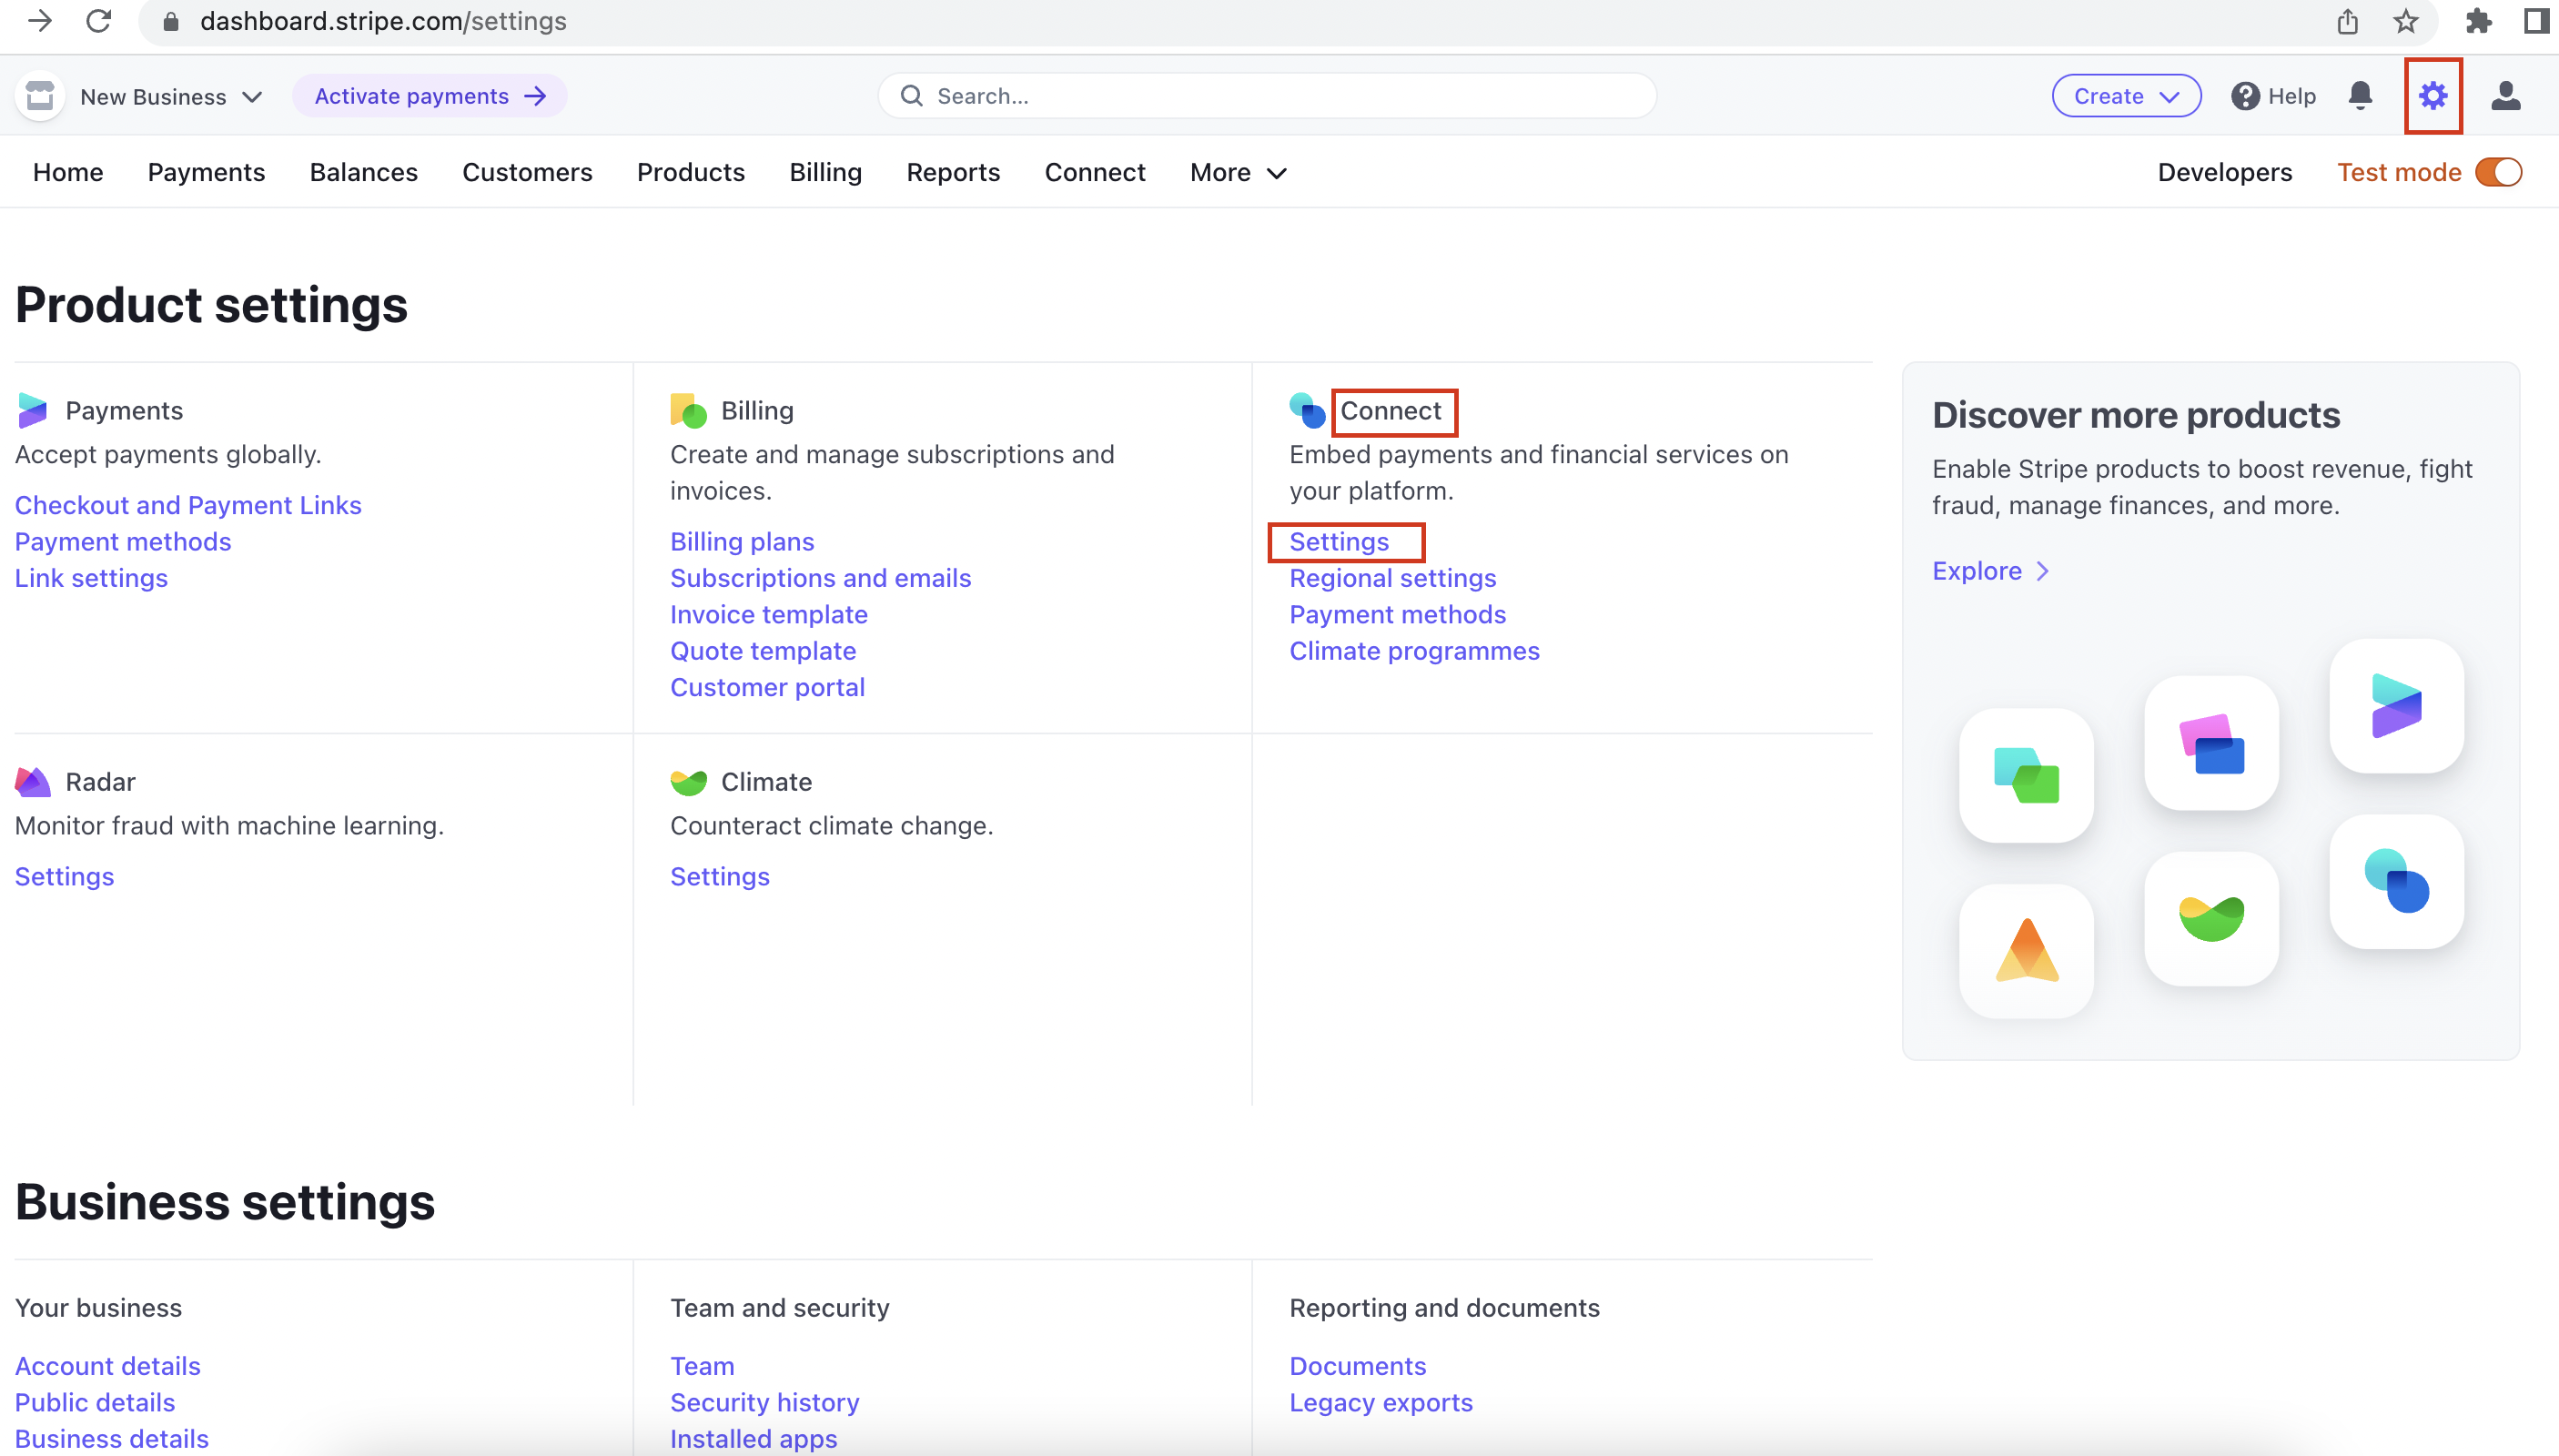 dashboard.stripe.com/settings
New Business
Activate payments →
Search...
Create
Help
Home
Payments
Balances
Customers
Products
Billing
Reports
Connect
More
Developers
Test mode
Product settings
Payments
Accept payments globally.
Checkout and Payment Links
Payment methods
Link settings
Billing
Create and manage subscriptions and
invoices.
Billing plans
Subscriptions and emails
Invoice template
Quote template
Customer portal
Connect
Embed payments and financial services on
your platform.
Settings
Regional settings
Payment methods
Climate programmes
Discover more products
Enable Stripe products to boost revenue, fight
fraud, manage finances, and more.
Explore
Radar
Monitor fraud with machine learning.
Settings
Climate
Counteract climate change.
Settings
Business settings
Your business
Account details
Public details
Business details
Team and security
Team
Security history
Installed apps
Reporting and documents
Documents
Legacy exports